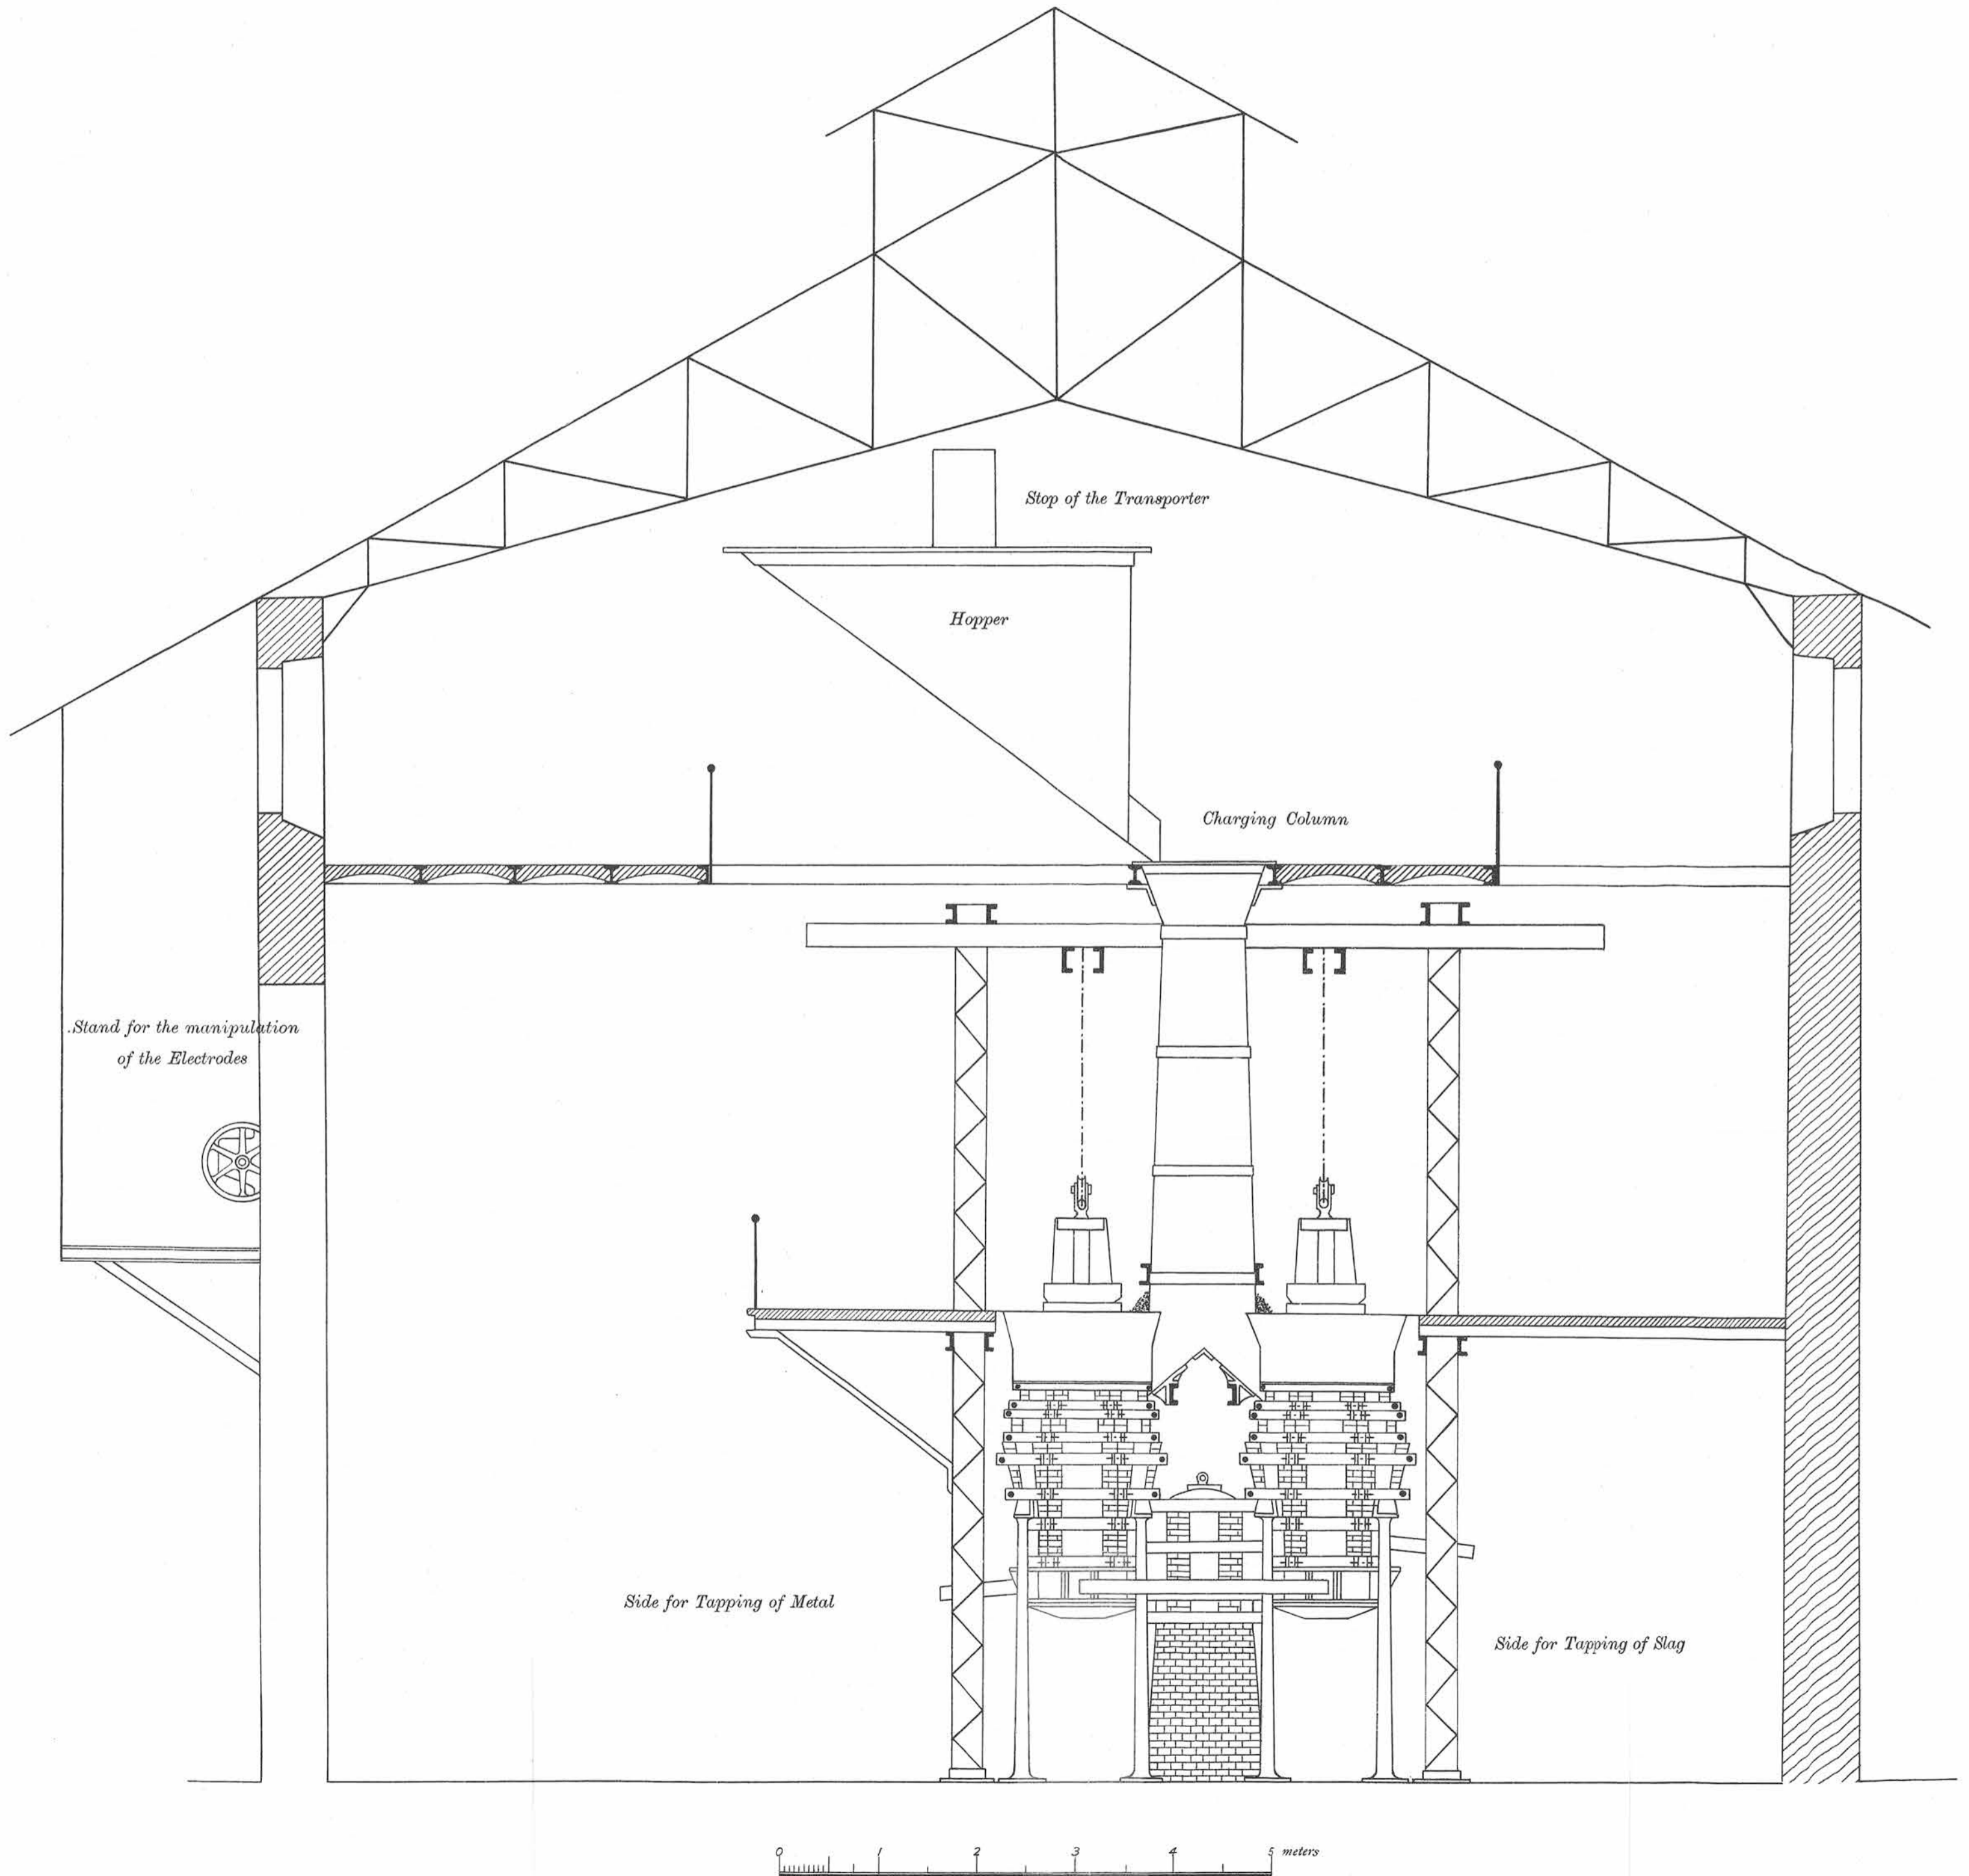 Stop of the Transporter
Hopper
Charging Column
.Stand for the manipulation
of the Electrodes
Side for Tapping of Metal
Side for Tapping of Slag
0 1 2 3 4 5 meters